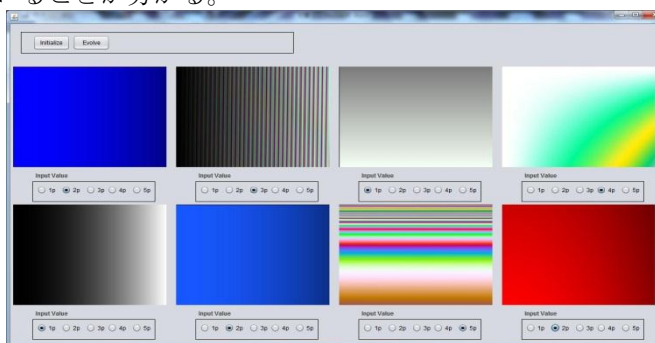 ることが分かる。
Initialize Evolve
Input Value Input Value Input Value Input Value
1p 2p 3p 4p 5p 1p 2p 3p 4p 5p 1p 2p 3p 4p 5p 1p 2p 3p 4p 5p
Input Value Input Value Input Value Input Value
1p 2p 3p 4p 5p 1p 2p 3p 4p 5p 1p 2p 3p 4p 5p 1p 2p 3p 4p 5p